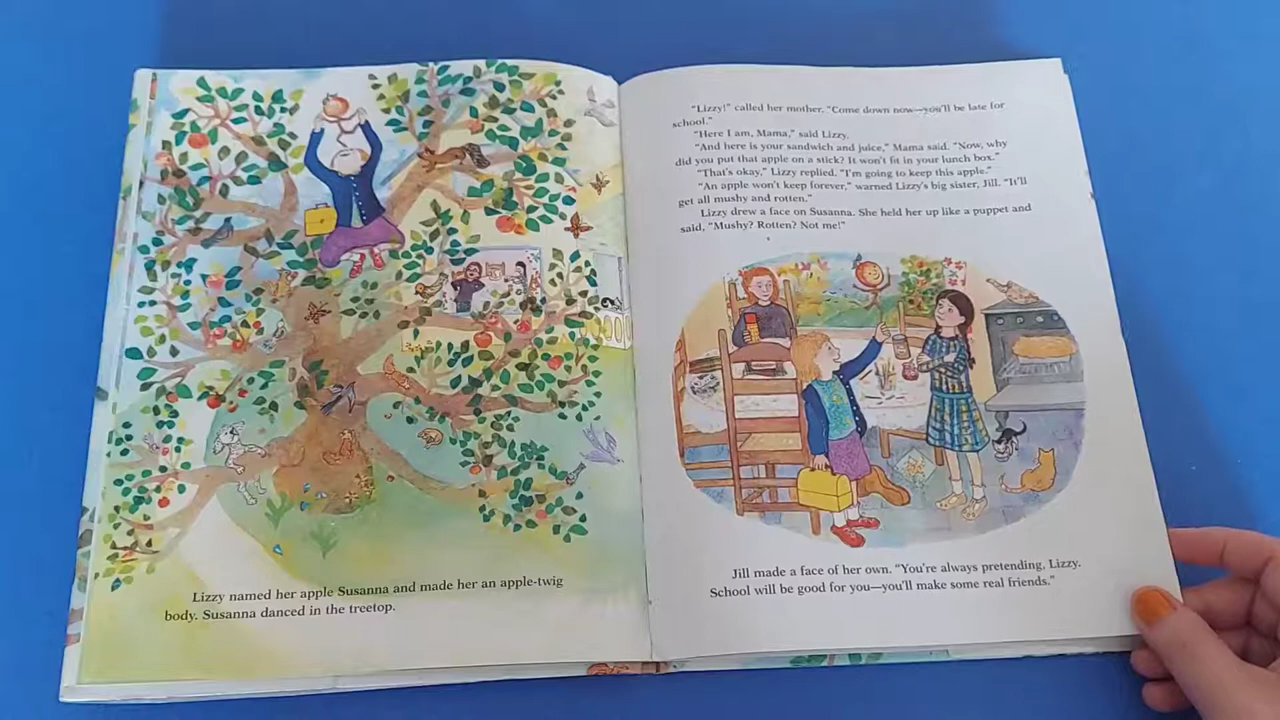 Lizzy named her apple Susanna and made her an apple-twig
body. Susanna danced in the treetop.
"Lizzy!" called her mother. "Come down now—you'll be late for
school."
"Here I am, Mama," said Lizzy.
"And here is your sandwich and juice," Mama said. "Now, why
did you put that apple on a stick? It won't fit in your lunch box."
"That's okay," Lizzy replied. "I'm going to keep this apple."
"An apple won't keep forever," warned Lizzy's big sister, Jill. "It'll
get all mushy and rotten."
Lizzy drew a face on Susanna. She held her up like a puppet and
said, "Mushy? Rotten? Not me!"
Jill made a face of her own. "You're always pretending, Lizzy.
School will be good for you—you'll make some real friends."